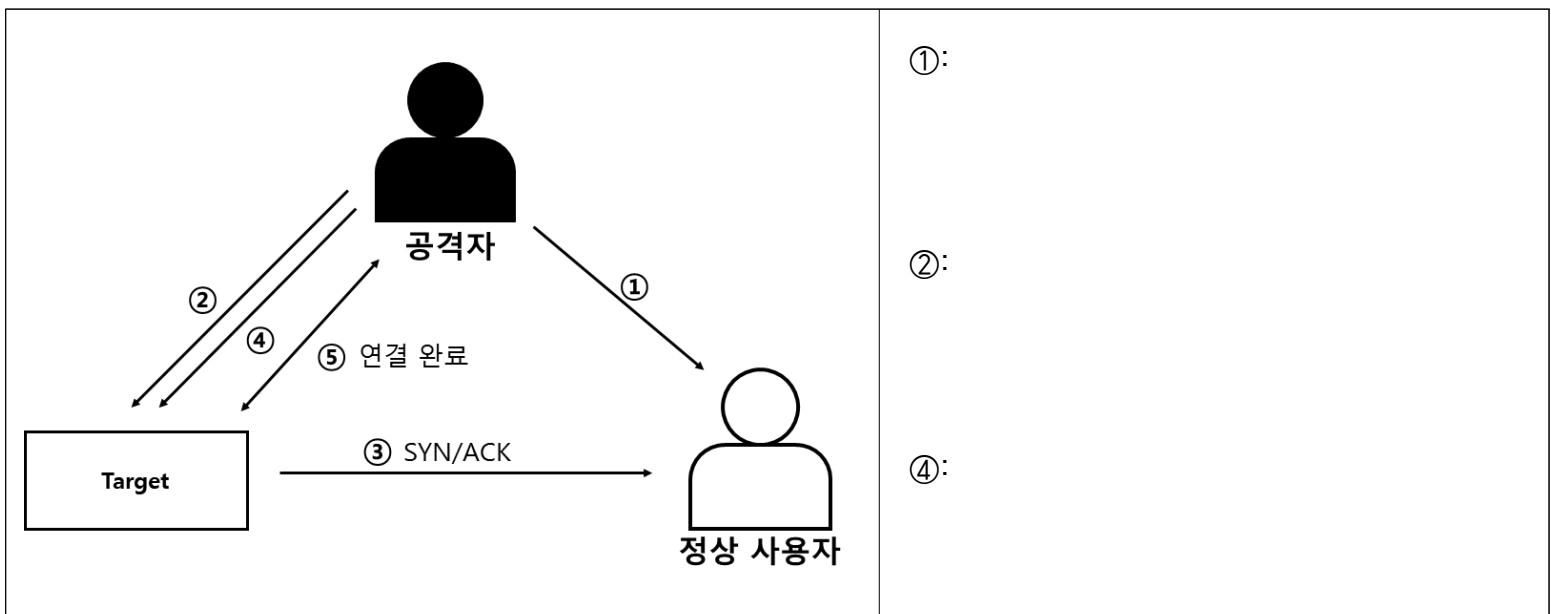 공격자
①
②
④
⑤ 연결 완료
③ SYN/ACK
Target
정상 사용자
①:
②:
④: